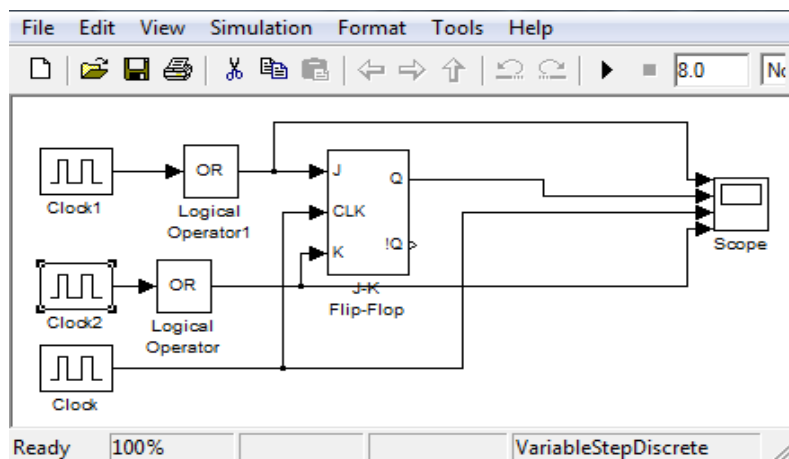 File Edit View Simulation Format Tools Help
8.0
No
OR
Clock1
Logical
Operator1
J
Q
CLK
K
!Q
J-K
Flip-Flop
Scope
OR
Clock2
Logical
Operator
Clock
Ready 100% VariableStepDiscrete